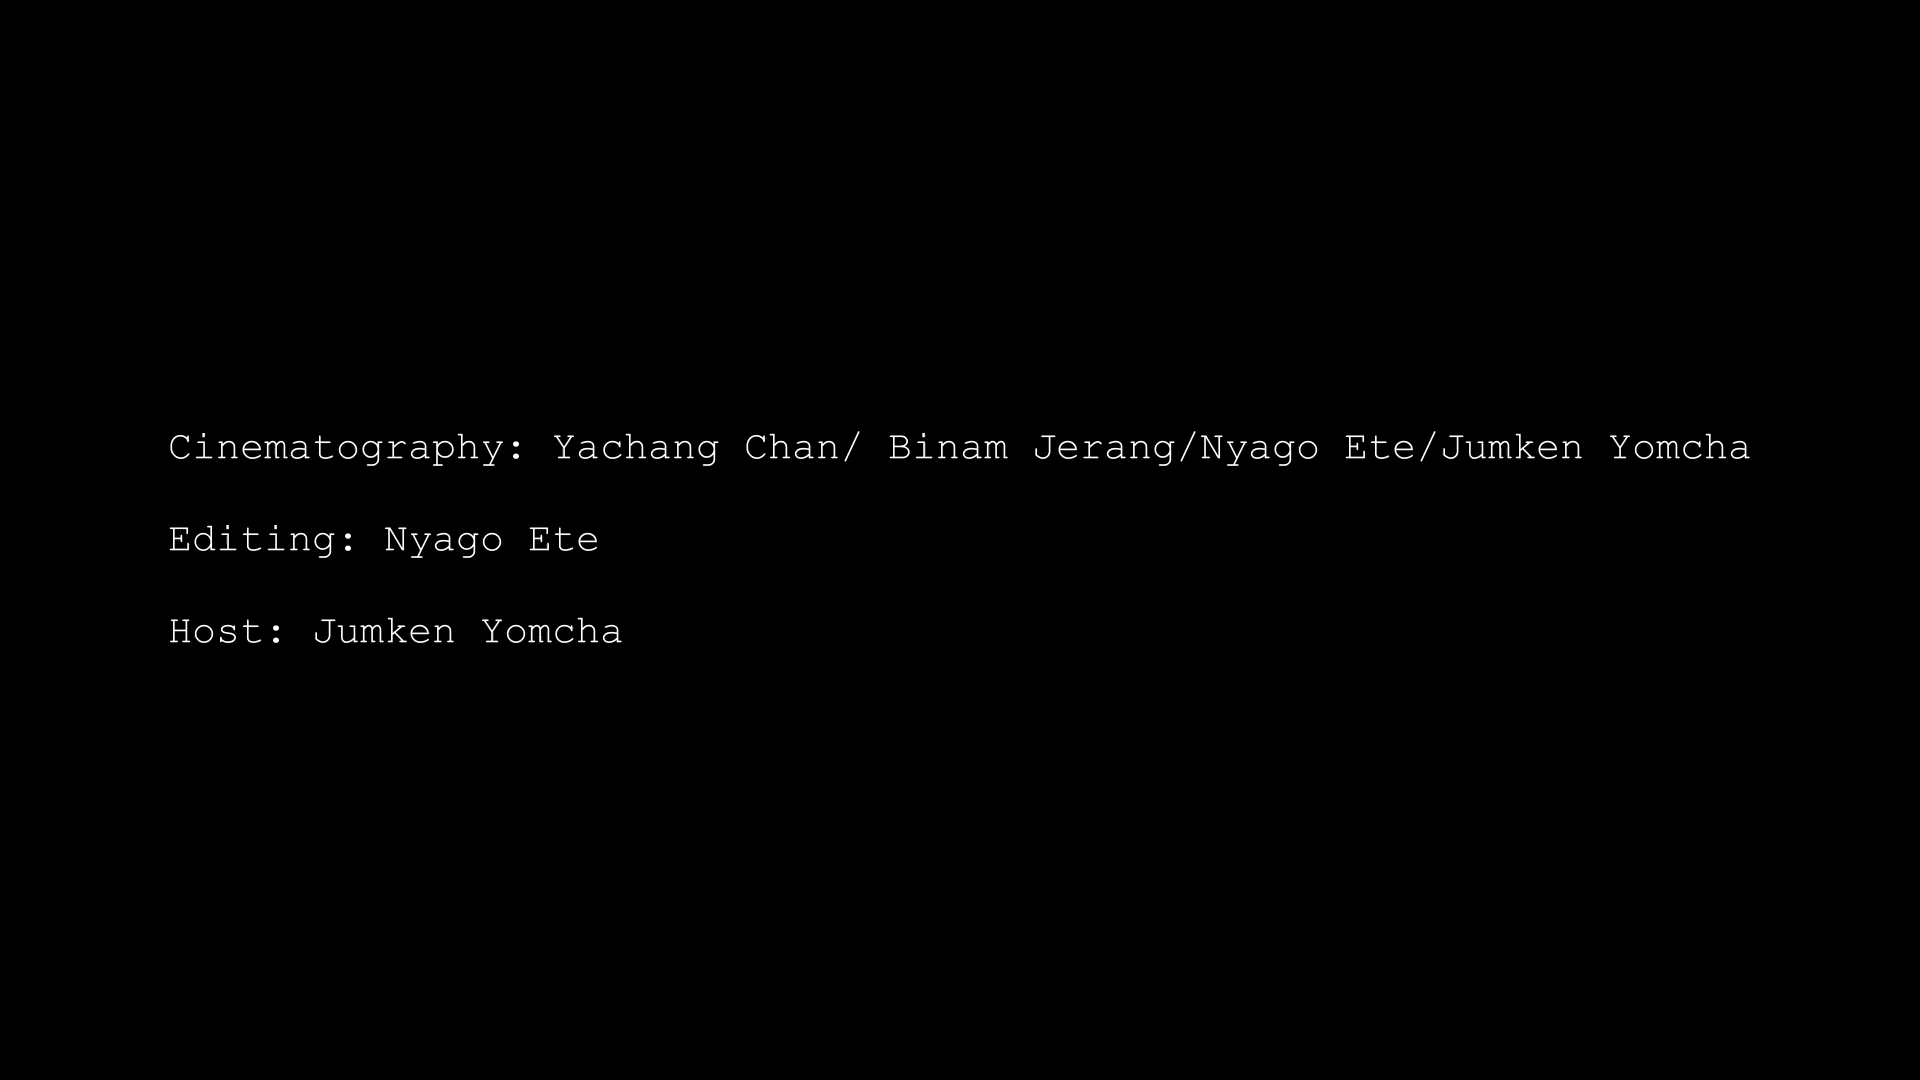 Cinematography: Yachang Chan/ Binam Jerang/Nyago Ete/Jumken Yomcha
Editing: Nyago Ete
Host: Jumken Yomcha